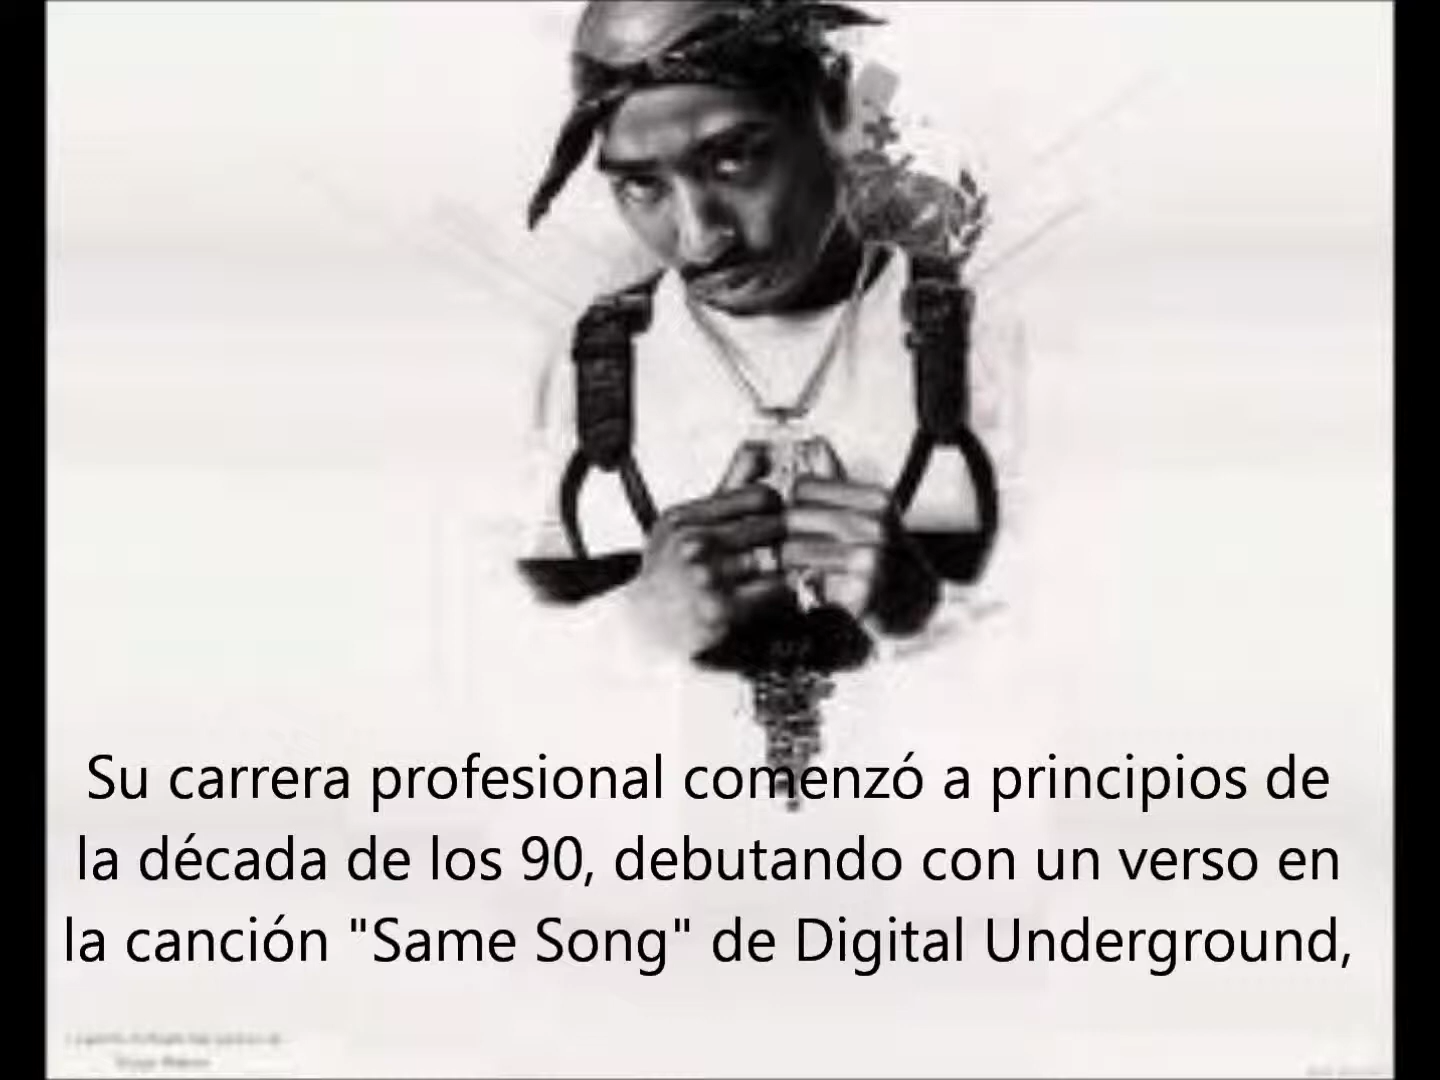 Su carrera profesional comenzó a principios de
la década de los 90, debutando con un verso en
la canción "Same Song" de Digital Underground,